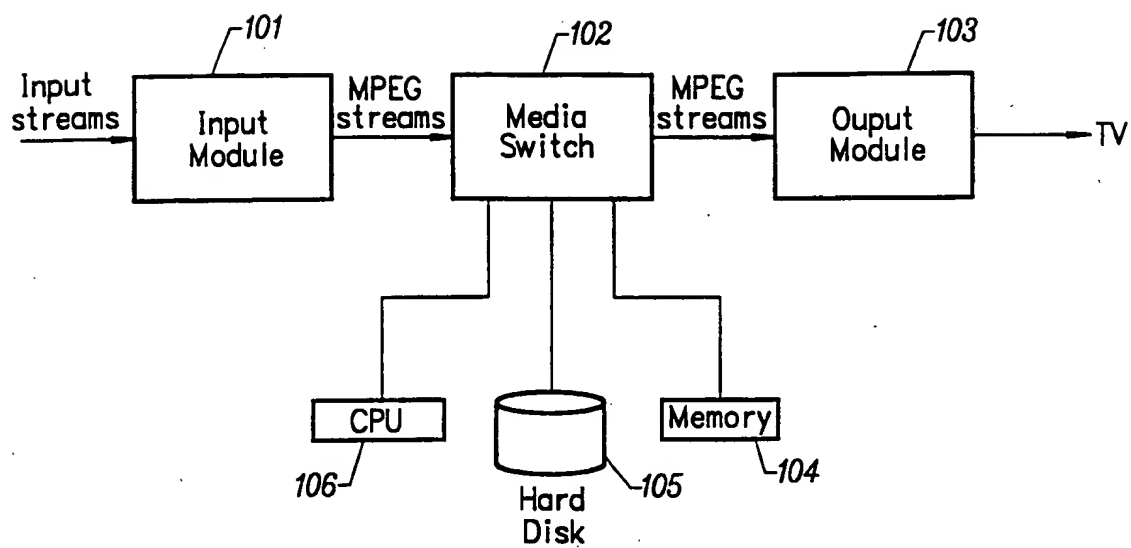 101
102
103
Input
streams
Input
Module
MPEG
streams
Media
Switch
MPEG
streams
Ouput
Module
TV
CPU
106
Hard
Disk
105
Memory
104